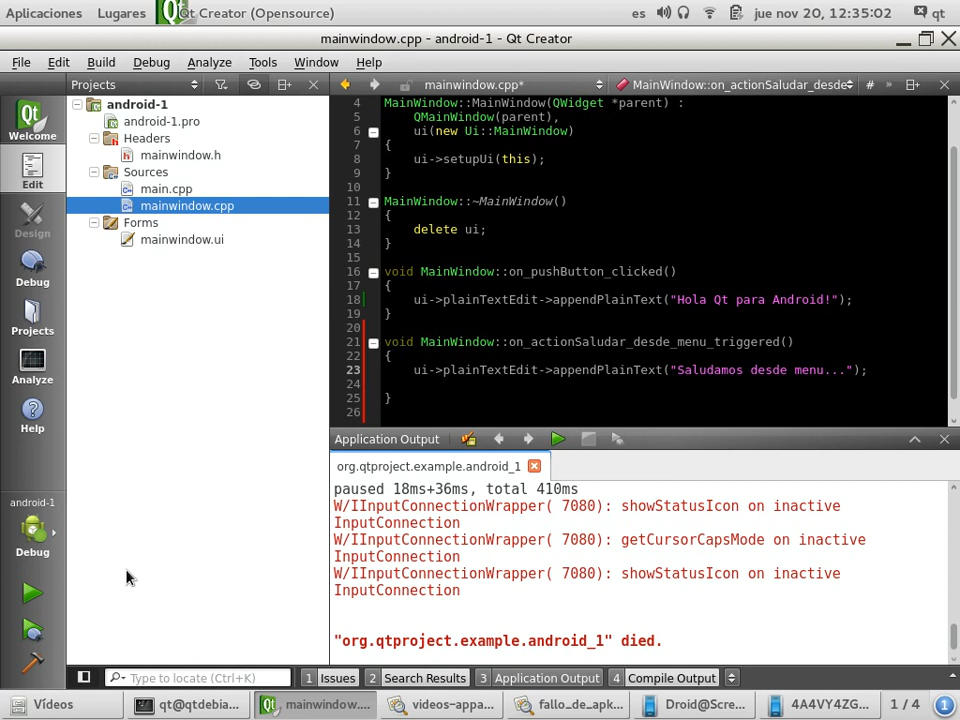 Aplicaciones Lugares Qt Creator (Opensource) es jue nov 20, 12:35:02 qt
mainwindow.cpp - android-1 - Qt Creator
File Edit Build Debug Analyze Tools Window Help
Projects mainwindow.cpp* MainWindow::on_actionSaludar_desde # »
Welcome
Edit
Design
Debug
Projects
Analyze
Help
android-1
Debug
android-1
android-1.pro
Headers
mainwindow.h
Sources
main.cpp
mainwindow.cpp
Forms
mainwindow.ui
4 MainWindow::MainWindow(QWidget *parent) :
5 QMainWindow(parent),
6 ui(new Ui::MainWindow)
7 {
8 ui->setupUi(this);
9 }
10
11 MainWindow::~MainWindow()
12 {
13 delete ui;
14 }
15
16 void MainWindow::on_pushButton_clicked()
17 {
18 ui->plainTextEdit->appendPlainText("Hola Qt para Android!");
19 }
20
21 void MainWindow::on_actionSaludar_desde_menu_triggered()
22 {
23 ui->plainTextEdit->appendPlainText("Saludamos desde menu...");
24
25 }
26
Application Output
org.qtproject.example.android_1
paused 18ms+36ms, total 410ms
W/IInputConnectionWrapper( 7080): showStatusIcon on inactive
InputConnection
W/IInputConnectionWrapper( 7080): getCursorCapsMode on inactive
InputConnection
W/IInputConnectionWrapper( 7080): showStatusIcon on inactive
InputConnection
"org.qtproject.example.android_1" died.
Type to locate (Ctrl+K) 1 Issues 2 Search Results 3 Application Output 4 Compile Output
Vídeos qt@qtdebia... mainwindow.... videos-appa... fallo_de_apk... Droid@Scre... 4A4VY4ZG... 1 / 4 1